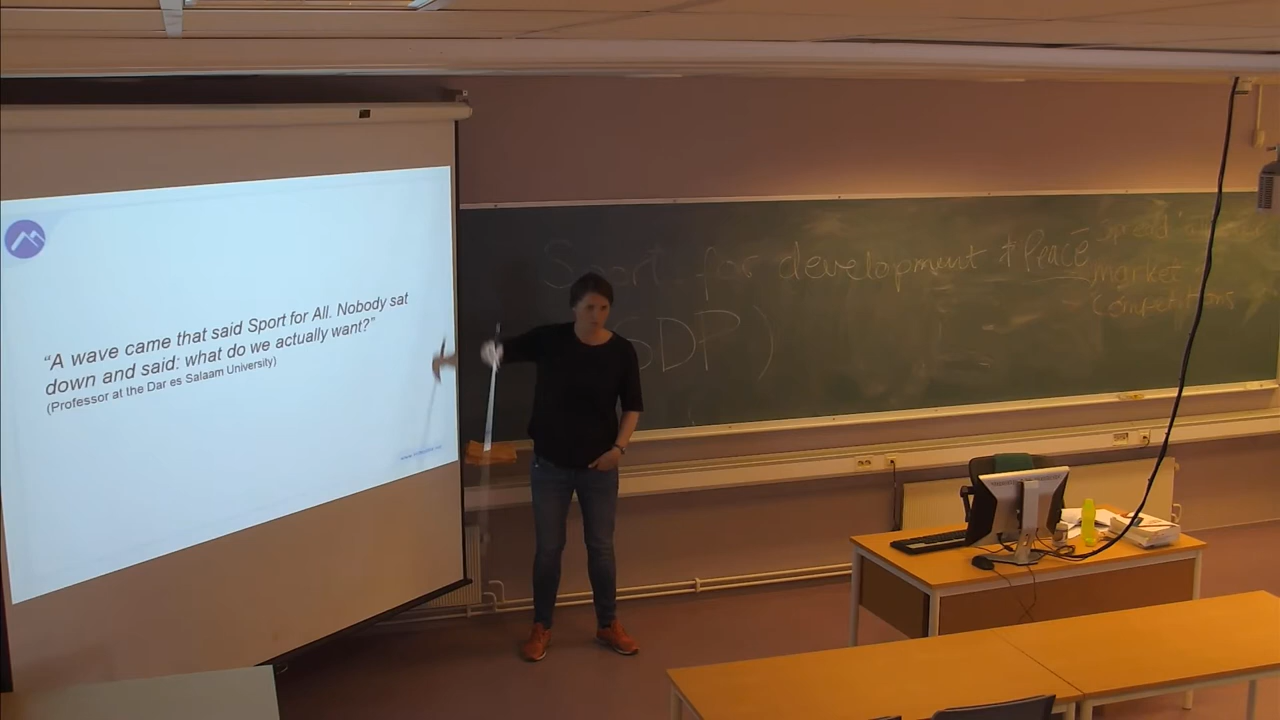 “A wave came that said Sport for All. Nobody sat
down and said: what do we actually want?”
(Professor at the Dar es Salaam University)
Sport for development + Peace
(SDP)
spread
market
competitions